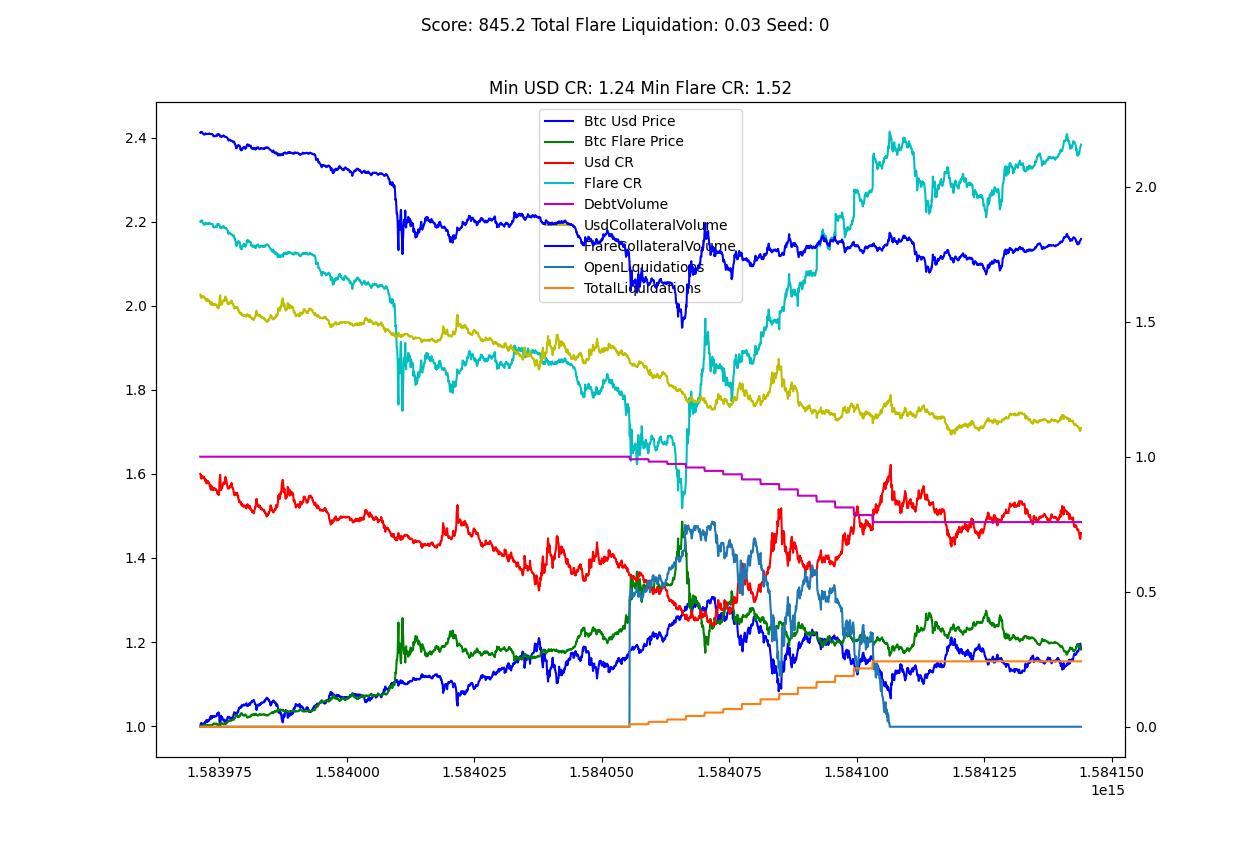 Score: 845.2 Total Flare Liquidation: 0.03 Seed: 0
Min USD CR: 1.24 Min Flare CR: 1.52
Btc Usd Price
Btc Flare Price
Usd CR
Flare CR
DebtVolume
UsdCollateralVolume
FlareCollateralVolume
OpenLiquidations
TotalLiquidations
2.4
2.2
2.0
1.8
1.6
1.4
1.2
1.0
2.0
1.5
1.0
0.5
0.0
1.583975 1.584000 1.584025 1.584050 1.584075 1.584100 1.584125 1.584150
1e15